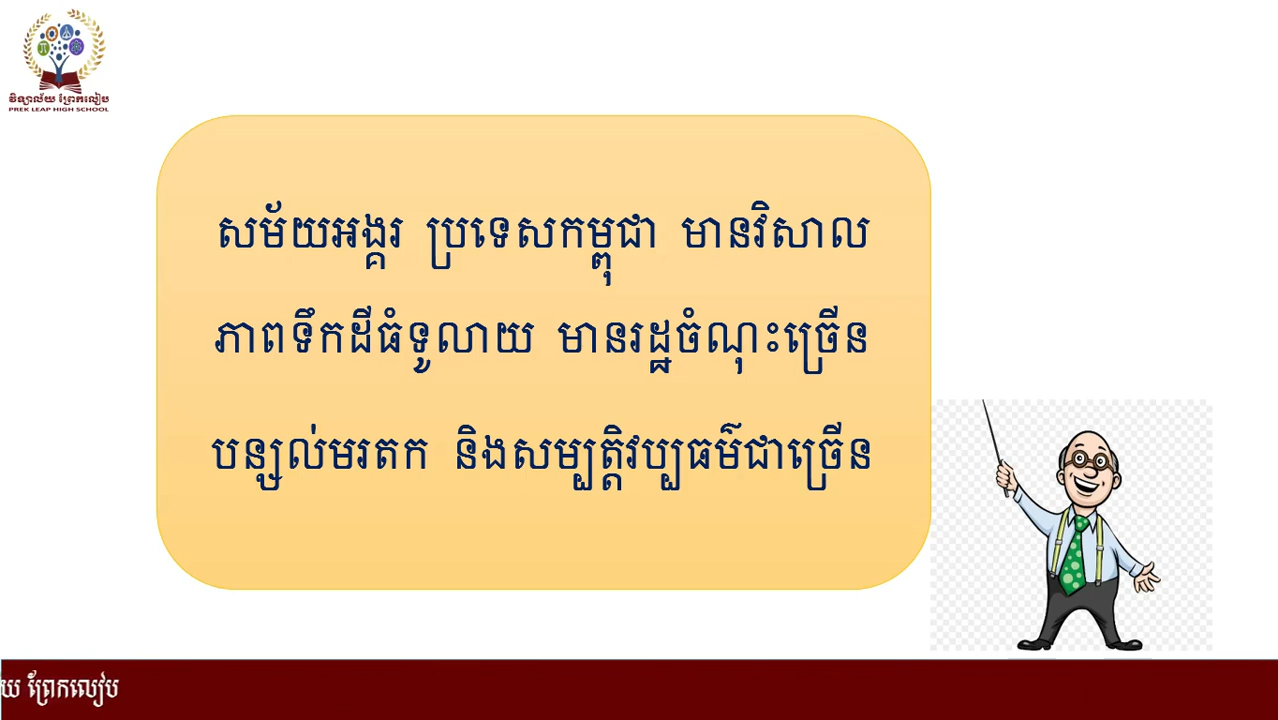 វិទ្យាល័យ ព្រែកលៀប
PREK LEAP HIGH SCHOOL
សម័យអង្គរ ប្រទេសកម្ពុជា មានវិសាល
ភាពទឹកដីធំទូលាយ មានរដ្ឋចំណុះច្រើន
បន្សល់មរតក និងសម្បត្តិវប្បធម៌ជាច្រើន
យ ព្រែកលៀប